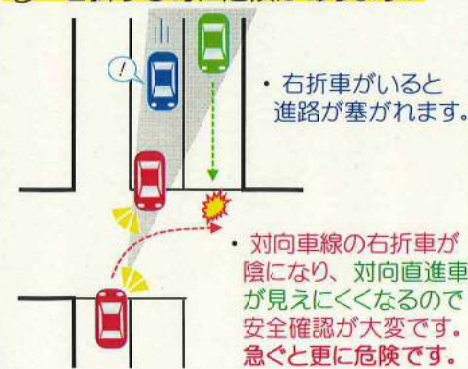 ・右折車がいると
進路が塞がれます。
・対向車線の右折車が
陰になり、対向直進車
が見えにくくなるので
安全確認が大変です。
急ぐと更に危険です。
!